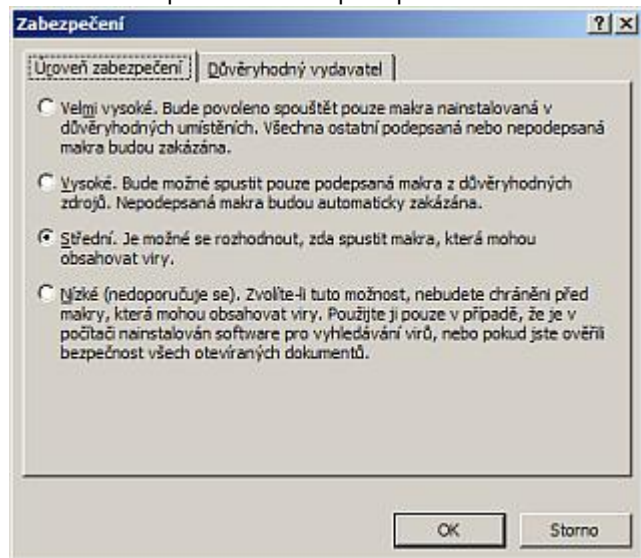 Zabezpečení
Úroveň zabezpečení Důvěryhodný vydavatel
Velmi vysoké. Bude povoleno spouštět pouze makra nainstalovaná v
důvěryhodných umístěních. Všechna ostatní podepsaná nebo nepodepsaná
makra budou zakázána.
Vysoké. Bude možné spustit pouze podepsaná makra z důvěryhodných
zdrojů. Nepodepsaná makra budou automaticky zakázána.
Střední. Je možné se rozhodnout, zda spustit makra, která mohou
obsahovat viry.
Nízké (nedoporučuje se). Zvolíte-li tuto možnost, nebudete chráněni před
makry, která mohou obsahovat viry. Použijte ji pouze v případě, že je v
počítači nainstalován software pro vyhledávání virů, nebo pokud jste ověřili
bezpečnost všech otevíraných dokumentů.
OK Storno